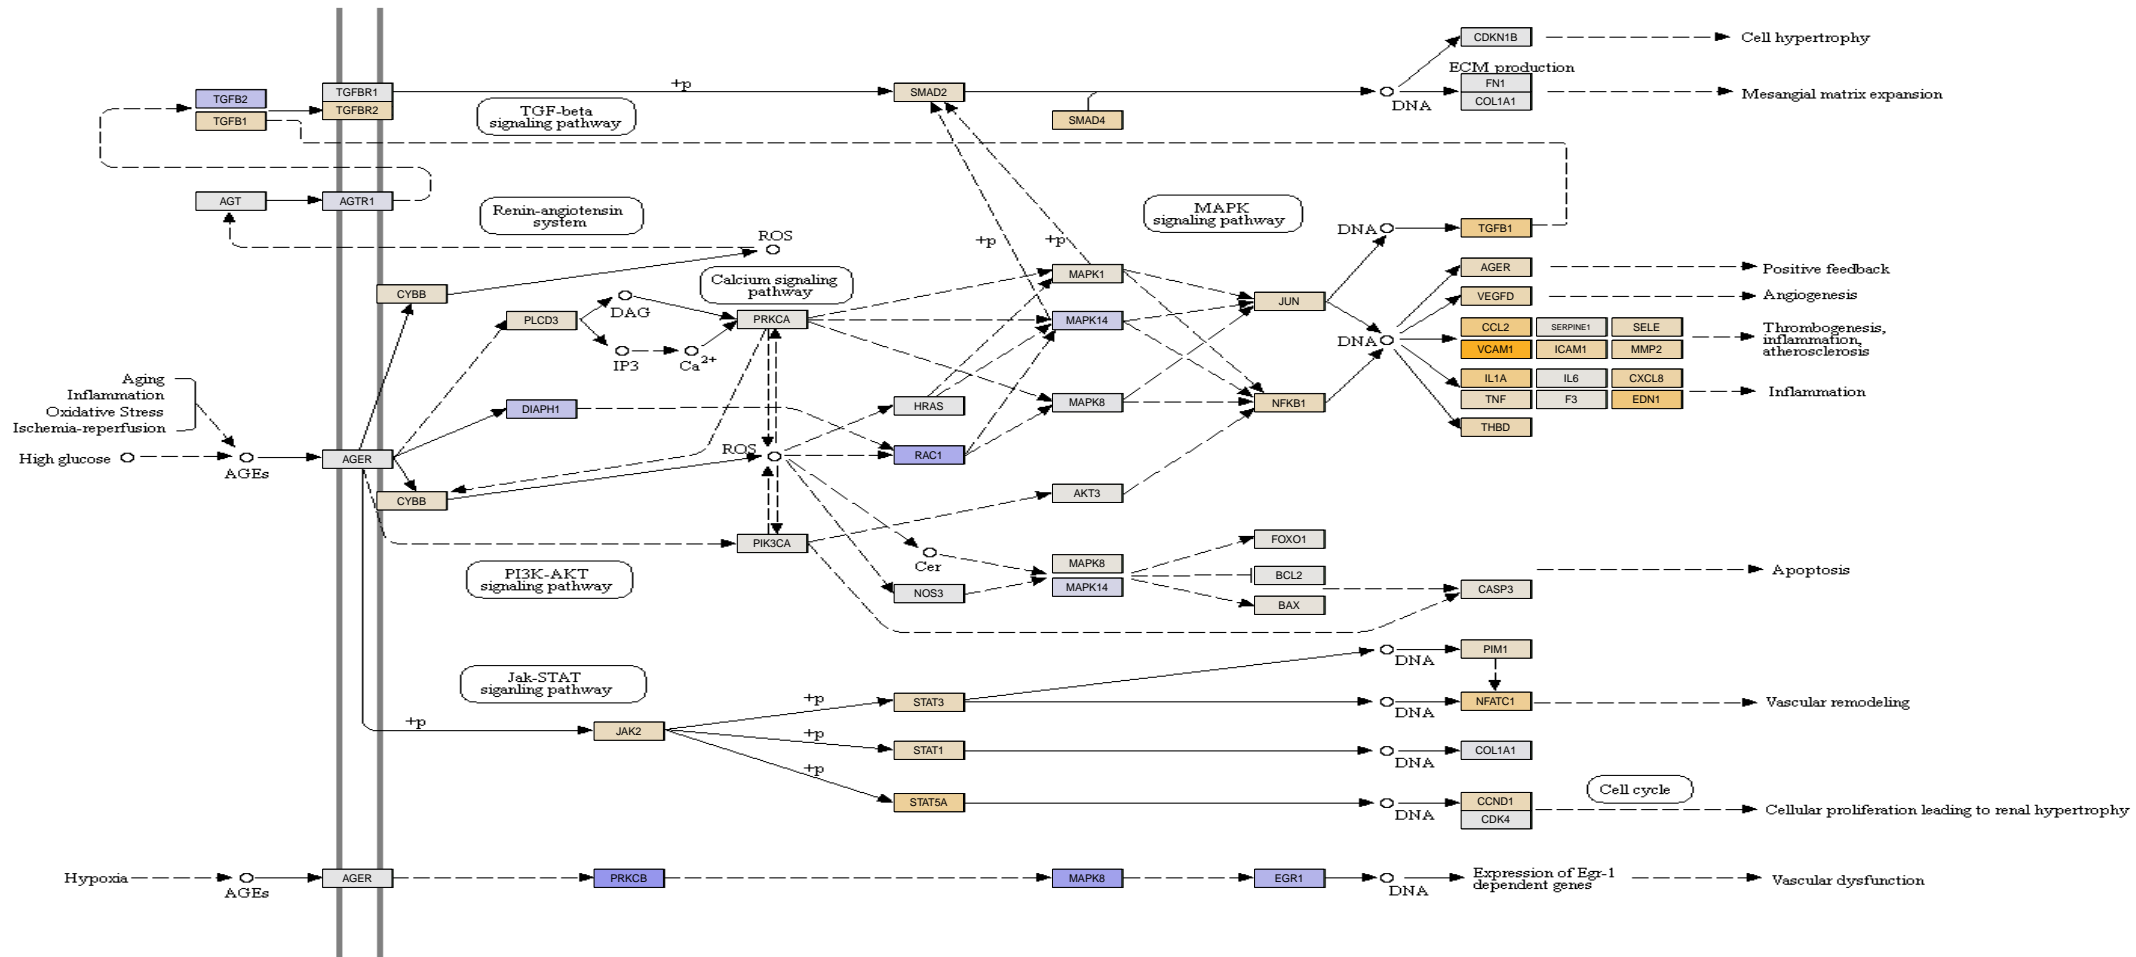 CDKN1B
Cell hypertrophy
ECM production
FN1
COL1A1
Mesangial matrix expansion
DNA
TGFB2
TGFB1
TGFBR1
TGFBR2
+p
TGF-beta
signaling pathway
SMAD2
SMAD4
AGT
AGTR1
Renin-angiotensin
system
MAPK
signaling pathway
ROS
+p
+p
DNA
TGFB1
CYBB
Calcium signaling
pathway
MAPK1
AGER
Positive feedback
DAG
PLCD3
PRKCA
MAPK14
JUN
VEGFD
Angiogenesis
IP3
Ca2+
DNA
CCL2
SERPINE1
SELE
VCAM1
ICAM1
MMP2
Thrombogenesis,
inflammation,
atherosclerosis
Aging
Inflammation
Oxidative Stress
Ischemia-reperfusion
High glucose
AGEs
AGER
DIAPH1
HRAS
MAPK8
NFKB1
IL1A
IL6
CXCL8
TNF
F3
EDN1
Inflammation
THBD
ROS
RAC1
CYBB
AKT3
PIK3CA
PI3K-AKT
signaling pathway
Cer
NOS3
MAPK8
MAPK14
FOXO1
BCL2
BAX
CASP3
Apoptosis
Jak-STAT
siganling pathway
+p
JAK2
+p
+p
+p
STAT3
STAT1
STAT5A
DNA
PIM1
DNA
NFATC1
Vascular remodeling
DNA
COL1A1
DNA
CCND1
CDK4
Cell cycle
Cellular proliferation leading to renal hypertrophy
Hypoxia
AGEs
AGER
PRKCB
MAPK8
EGR1
DNA
Expression of Egr-1
dependent genes
Vascular dysfunction